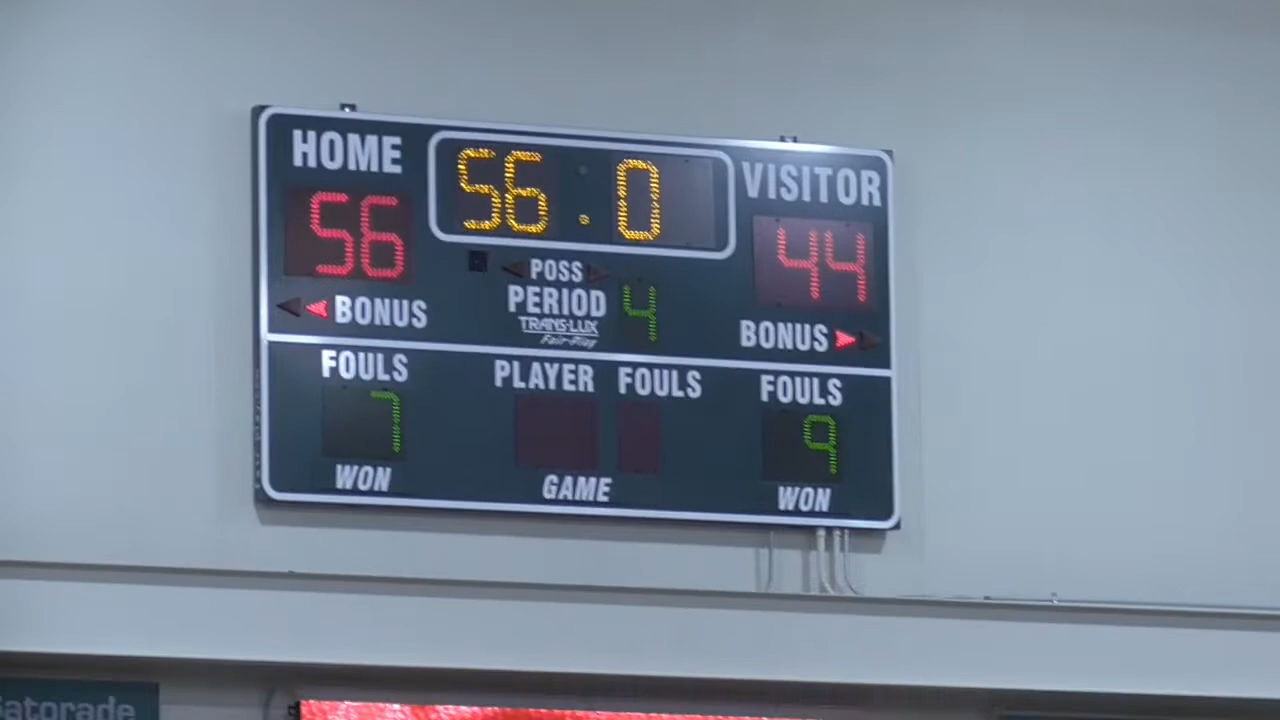 HOME
56.0
VISITOR
56
44
POSS
PERIOD 4
TRANS-LUX
Fair-Play
BONUS
BONUS
FOULS
PLAYER FOULS
FOULS
7
9
WON
GAME
WON
Gatorade